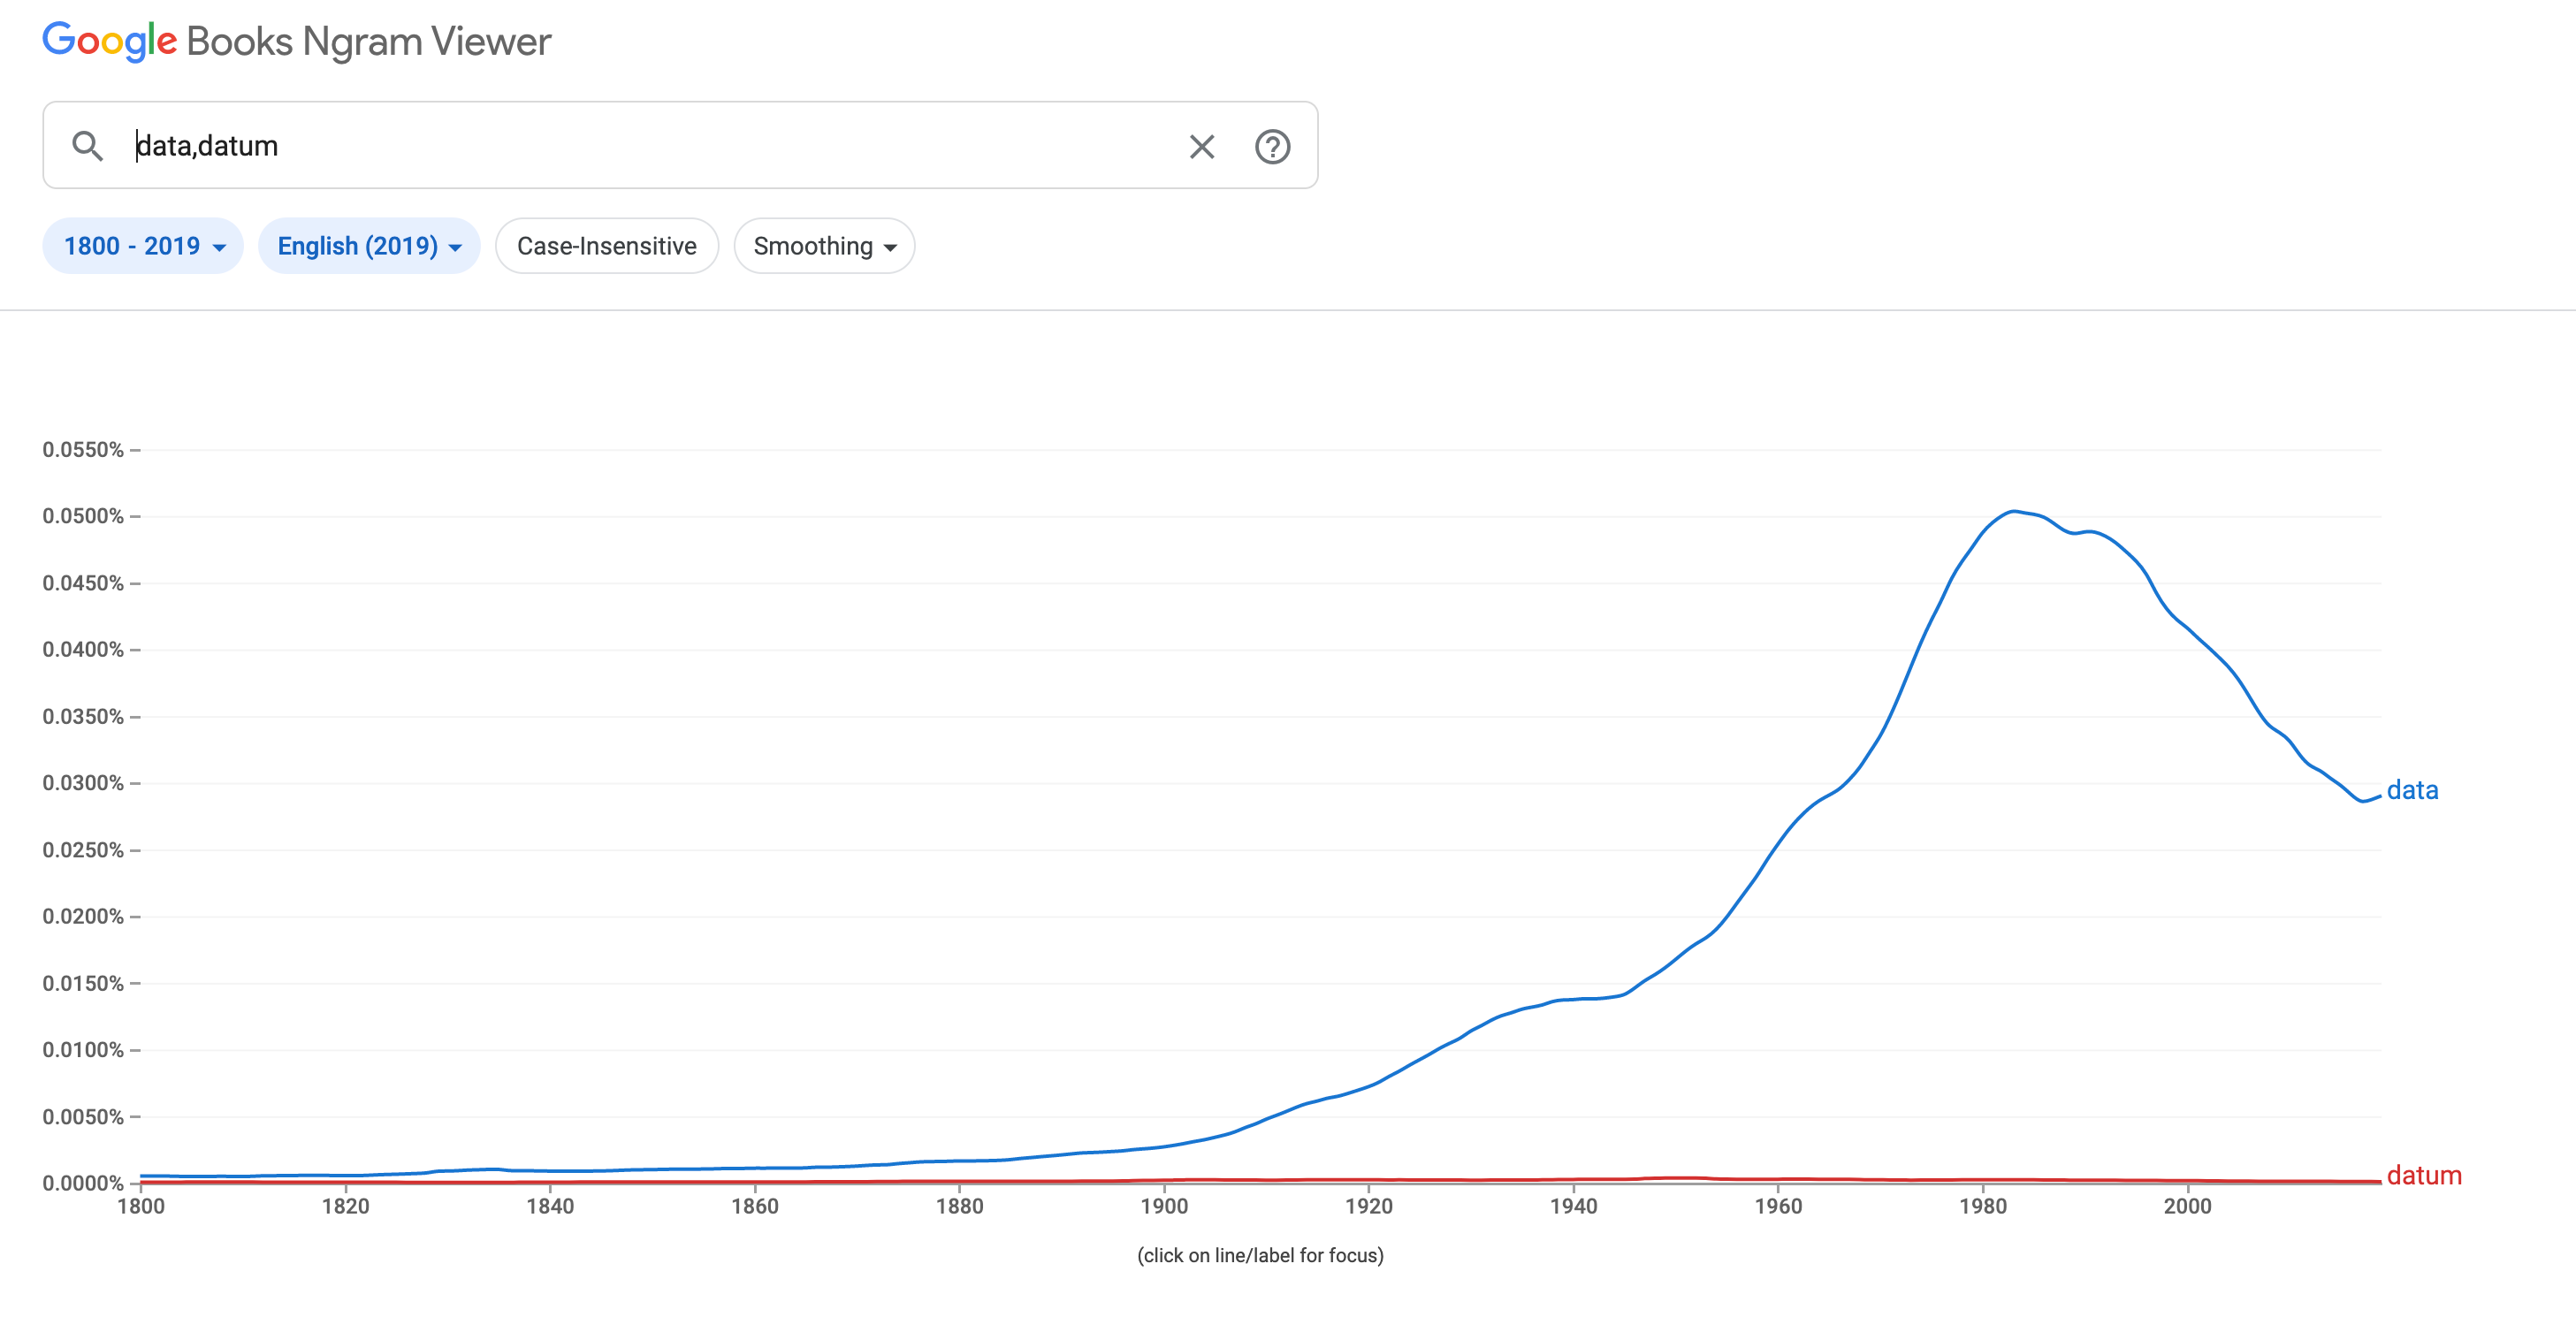 Google Books Ngram Viewer
data,datum
1800 - 2019 English (2019) Case-Insensitive Smoothing
0.0550%
0.0500%
0.0450%
0.0400%
0.0350%
0.0300%
data
0.0250%
0.0200%
0.0150%
0.0100%
0.0050%
datum
0.0000%
1800 1820 1840 1860 1880 1900 1920 1940 1960 1980 2000
(click on line/label for focus)